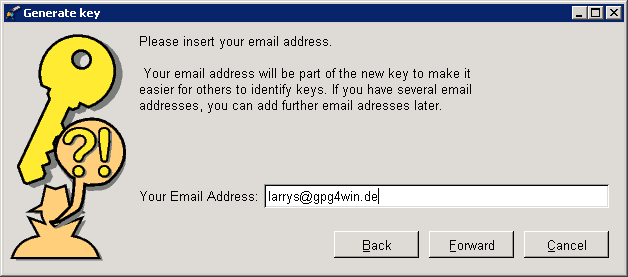 Generate key
Please insert your email address.
Your email address will be part of the new key to make it
easier for others to identify keys. If you have several email
addresses, you can add further email adresses later.
?!
Your Email Address: larrys@gpg4win.de
Back Forward Cancel